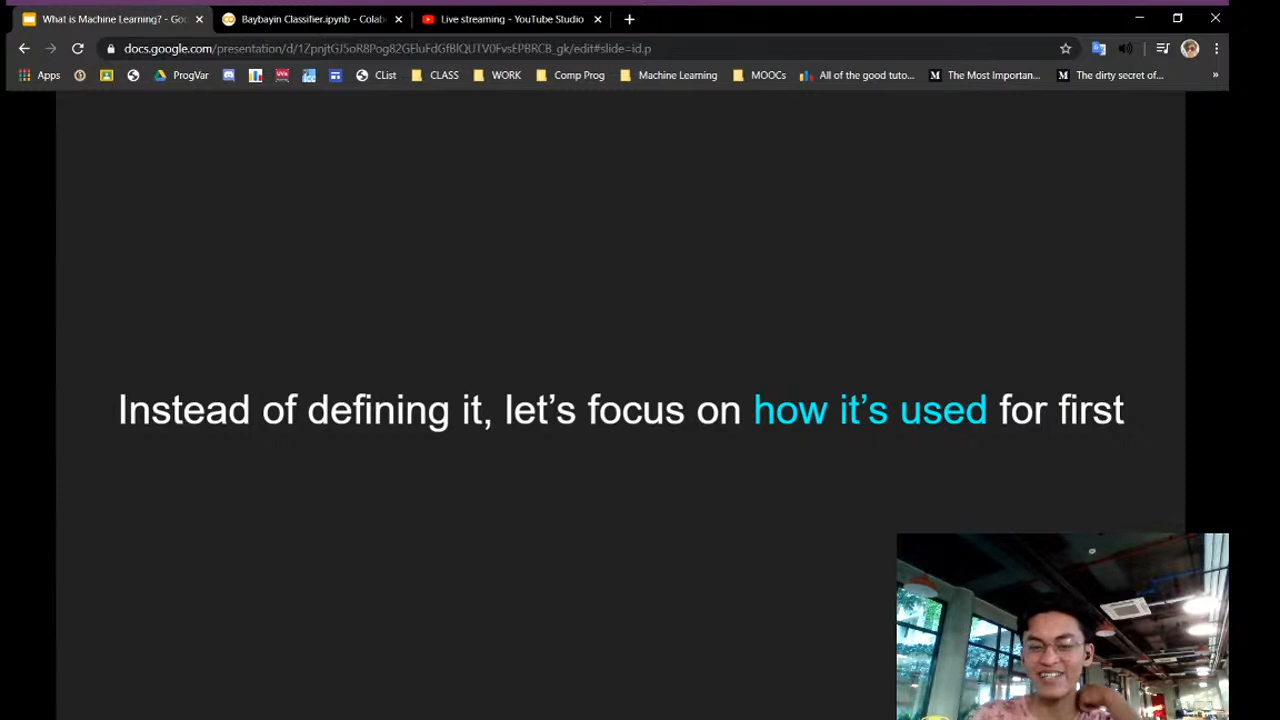 What is Machine Learning? - Goo
Baybayin Classifier.ipynb - Colab
Live streaming - YouTube Studio
docs.google.com/presentation/d/1ZpnjtGJ5oR8Pog82GEluFdGfBlQUTV0FvsEPBRCB_gk/edit#slide=id.p
Apps
ProgVar
CList
CLASS
WORK
Comp Prog
Machine Learning
MOOCs
All of the good tuto...
The Most Importan...
The dirty secret of...
Instead of defining it, let's focus on how it's used for first